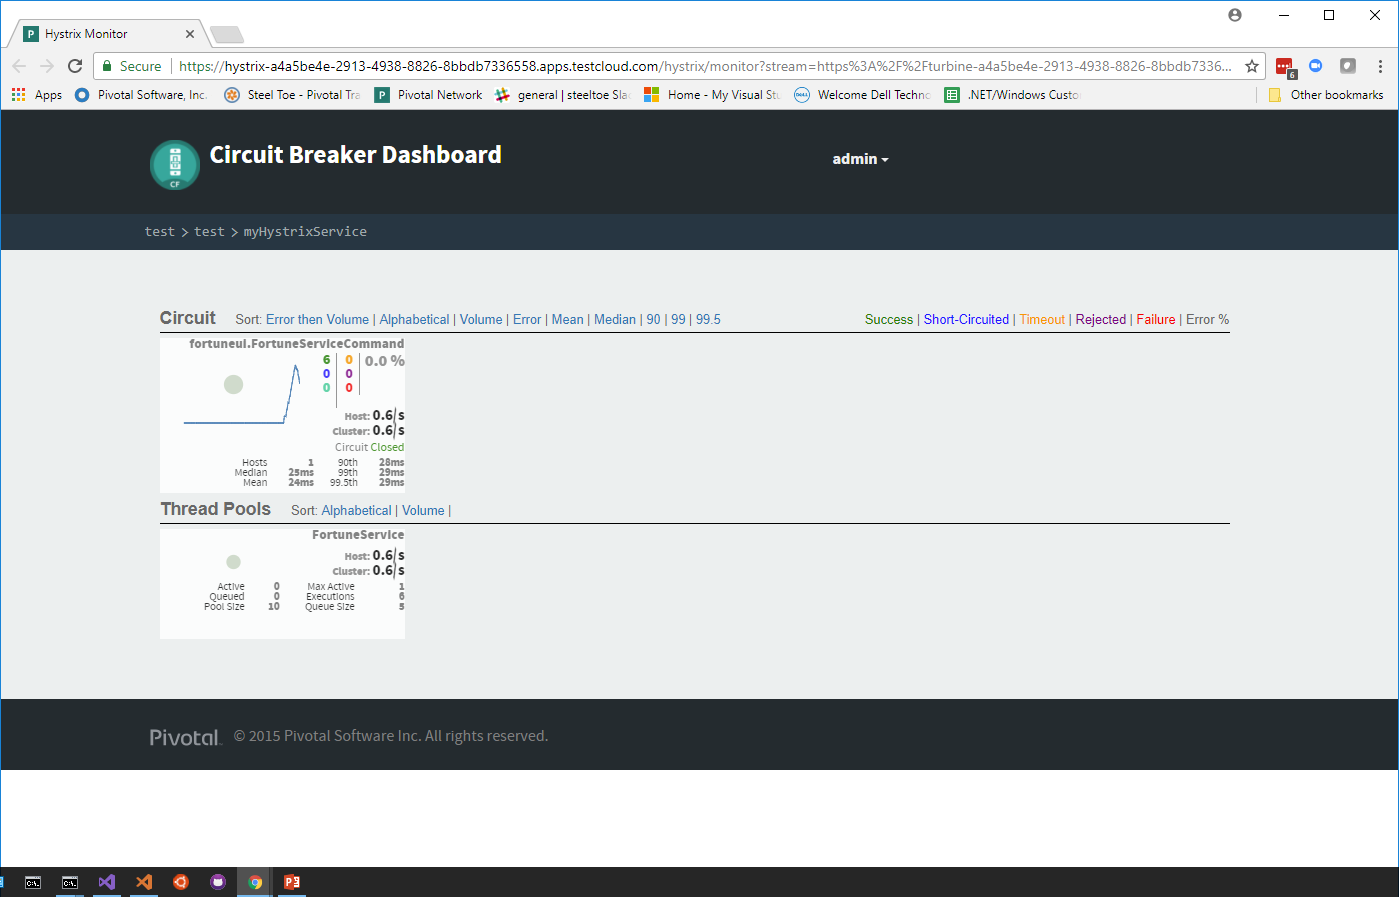 Hystrix Monitor
Secure https://hystrix-a4a5be4e-2913-4938-8826-8bbdb7336558.apps.testcloud.com/hystrix/monitor?stream=https%3A%2F%2Fturbine-a4a5be4e-2913-4938-8826-8bbdb7336...
6
Apps Pivotal Software, Inc. Steel Toe - Pivotal Tra Pivotal Network general | steeltoe Sla Home - My Visual Stu Welcome Dell Techno .NET/Windows Custo Other bookmarks
Circuit Breaker Dashboard
admin
CF
test > test > myHystrixService
Circuit Sort: Error then Volume | Alphabetical | Volume | Error | Mean | Median | 90 | 99 | 99.5 Success | Short-Circuited | Timeout | Rejected | Failure | Error %
fortuneui.FortuneServiceCommand
6 0 0.0 %
0 0
0 0
Host: 0.6/s
Cluster: 0.6/s
Circuit Closed
Hosts 1 90th 28ms
Median 25ms 99th 29ms
Mean 24ms 99.5th 29ms
Thread Pools Sort: Alphabetical | Volume |
FortuneService
Host: 0.6/s
Cluster: 0.6/s
Active 0 Max Active 1
Queued 0 Executions 6
Pool Size 10 Queue Size 5
Pivotal. © 2015 Pivotal Software Inc. All rights reserved.